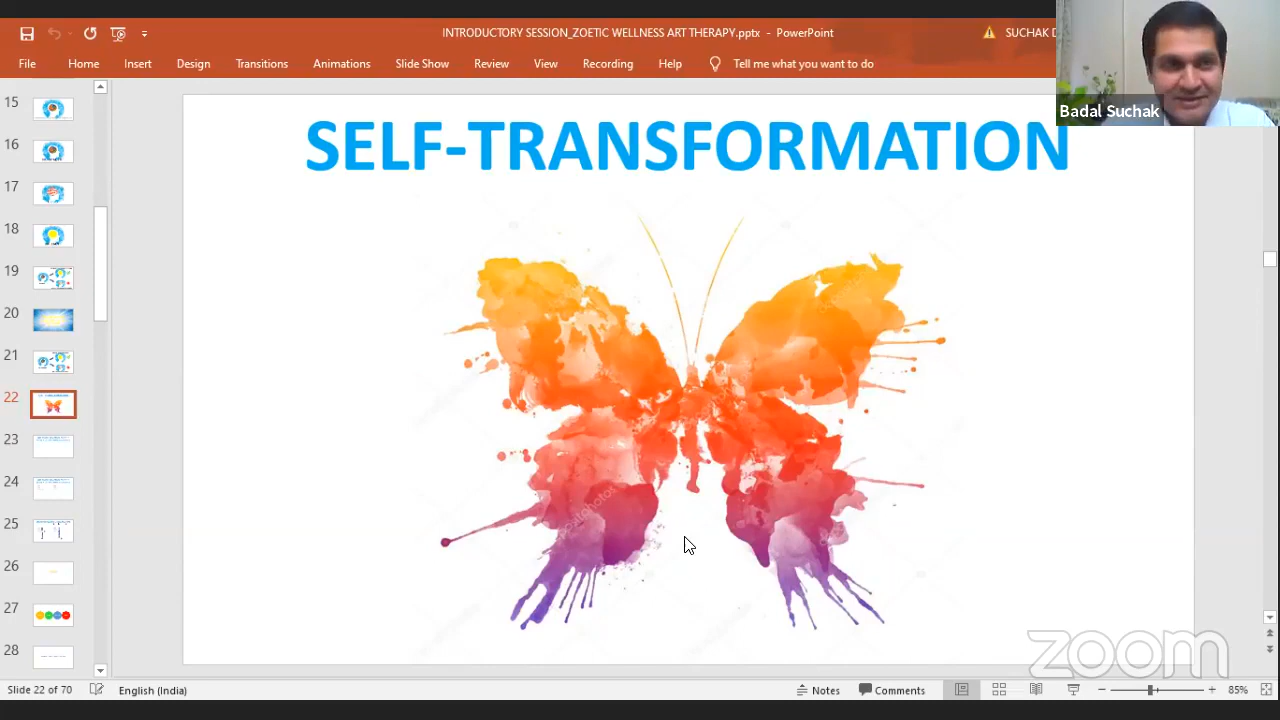 INTRODUCTORY SESSION_ZOETIC WELLNESS ART THERAPY.pptx - PowerPoint
SUCHAK D
File Home Insert Design Transitions Animations Slide Show Review View Recording Help Tell me what you want to do
Badal Suchak
SELF-TRANSFORMATION
15
16
17
18
19
20
21
22
23
24
25
26
27
28
zoom
Slide 22 of 70 English (India) Notes Comments 85%